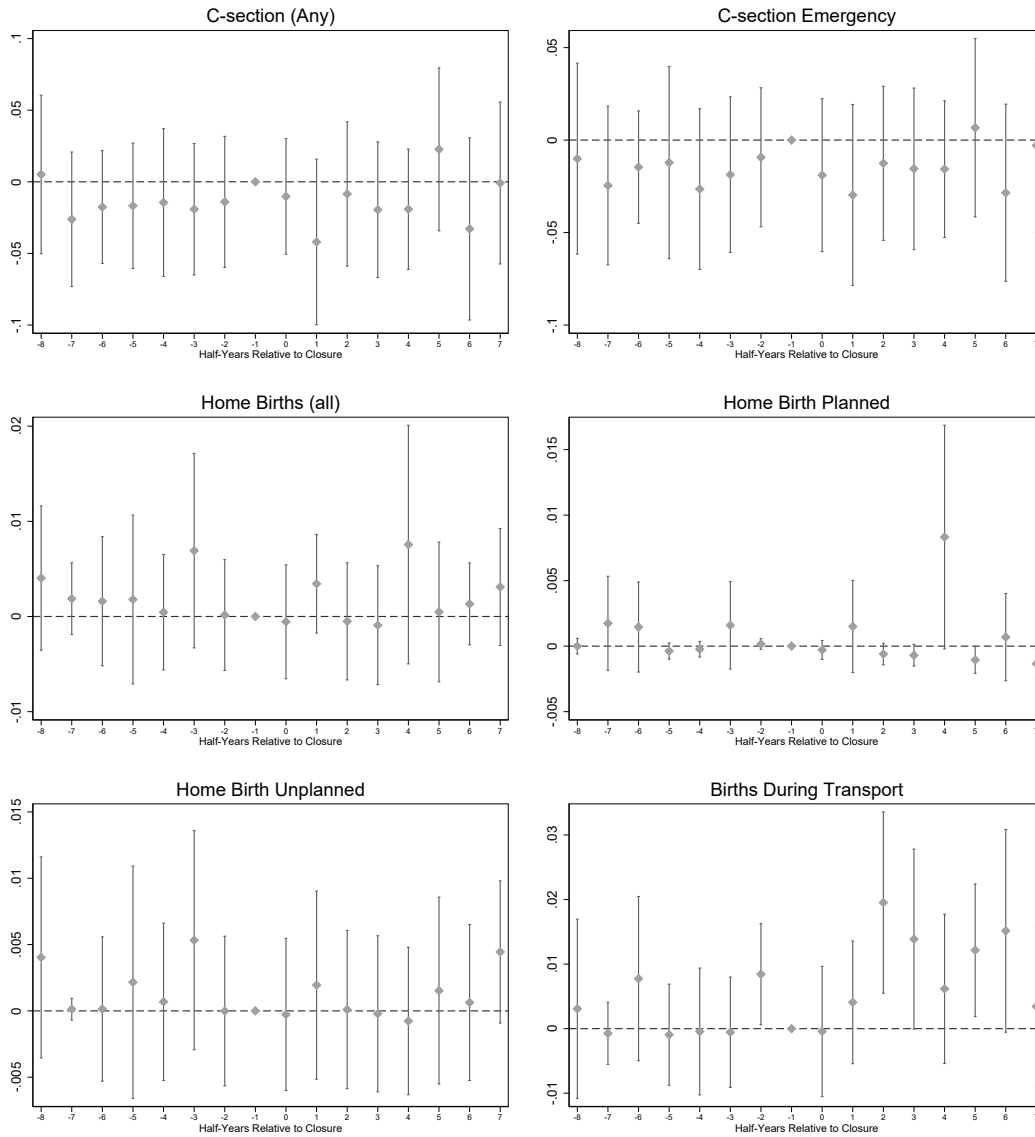 C-section (Any)
.1
.05
0
-.05
-.1
-8 -7 -6 -5 -4 -3 -2 -1 0 1 2 3 4 5 6 7
Half-Years Relative to Closure
C-section Emergency
.05
0
-.05
-.1
-8 -7 -6 -5 -4 -3 -2 -1 0 1 2 3 4 5 6
Half-Years Relative to Closure
Home Births (all)
.02
.01
0
-.01
-8 -7 -6 -5 -4 -3 -2 -1 0 1 2 3 4 5 6 7
Half-Years Relative to Closure
Home Birth Planned
.015
.01
.005
0
-.005
-8 -7 -6 -5 -4 -3 -2 -1 0 1 2 3 4 5 6
Half-Years Relative to Closure
Home Birth Unplanned
.015
.01
.005
0
-.005
-8 -7 -6 -5 -4 -3 -2 -1 0 1 2 3 4 5 6 7
Half-Years Relative to Closure
Births During Transport
.03
.02
.01
0
-.01
-8 -7 -6 -5 -4 -3 -2 -1 0 1 2 3 4 5 6
Half-Years Relative to Closure